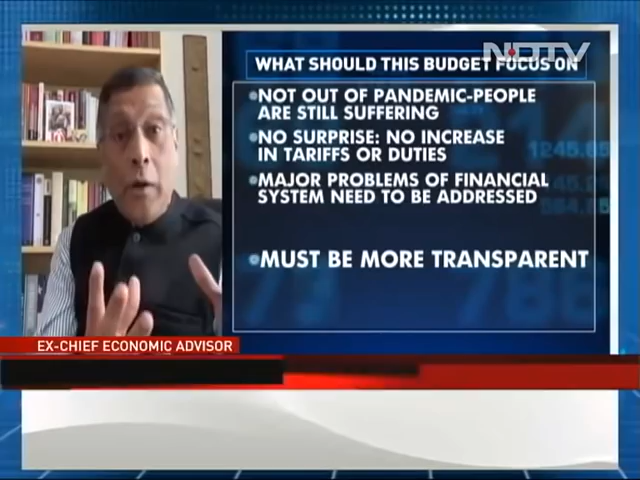 NDTV
WHAT SHOULD THIS BUDGET FOCUS ON
NOT OUT OF PANDEMIC-PEOPLE
ARE STILL SUFFERING
NO SURPRISE: NO INCREASE
IN TARIFFS OR DUTIES
MAJOR PROBLEMS OF FINANCIAL
SYSTEM NEED TO BE ADDRESSED
MUST BE MORE TRANSPARENT
EX-CHIEF ECONOMIC ADVISOR